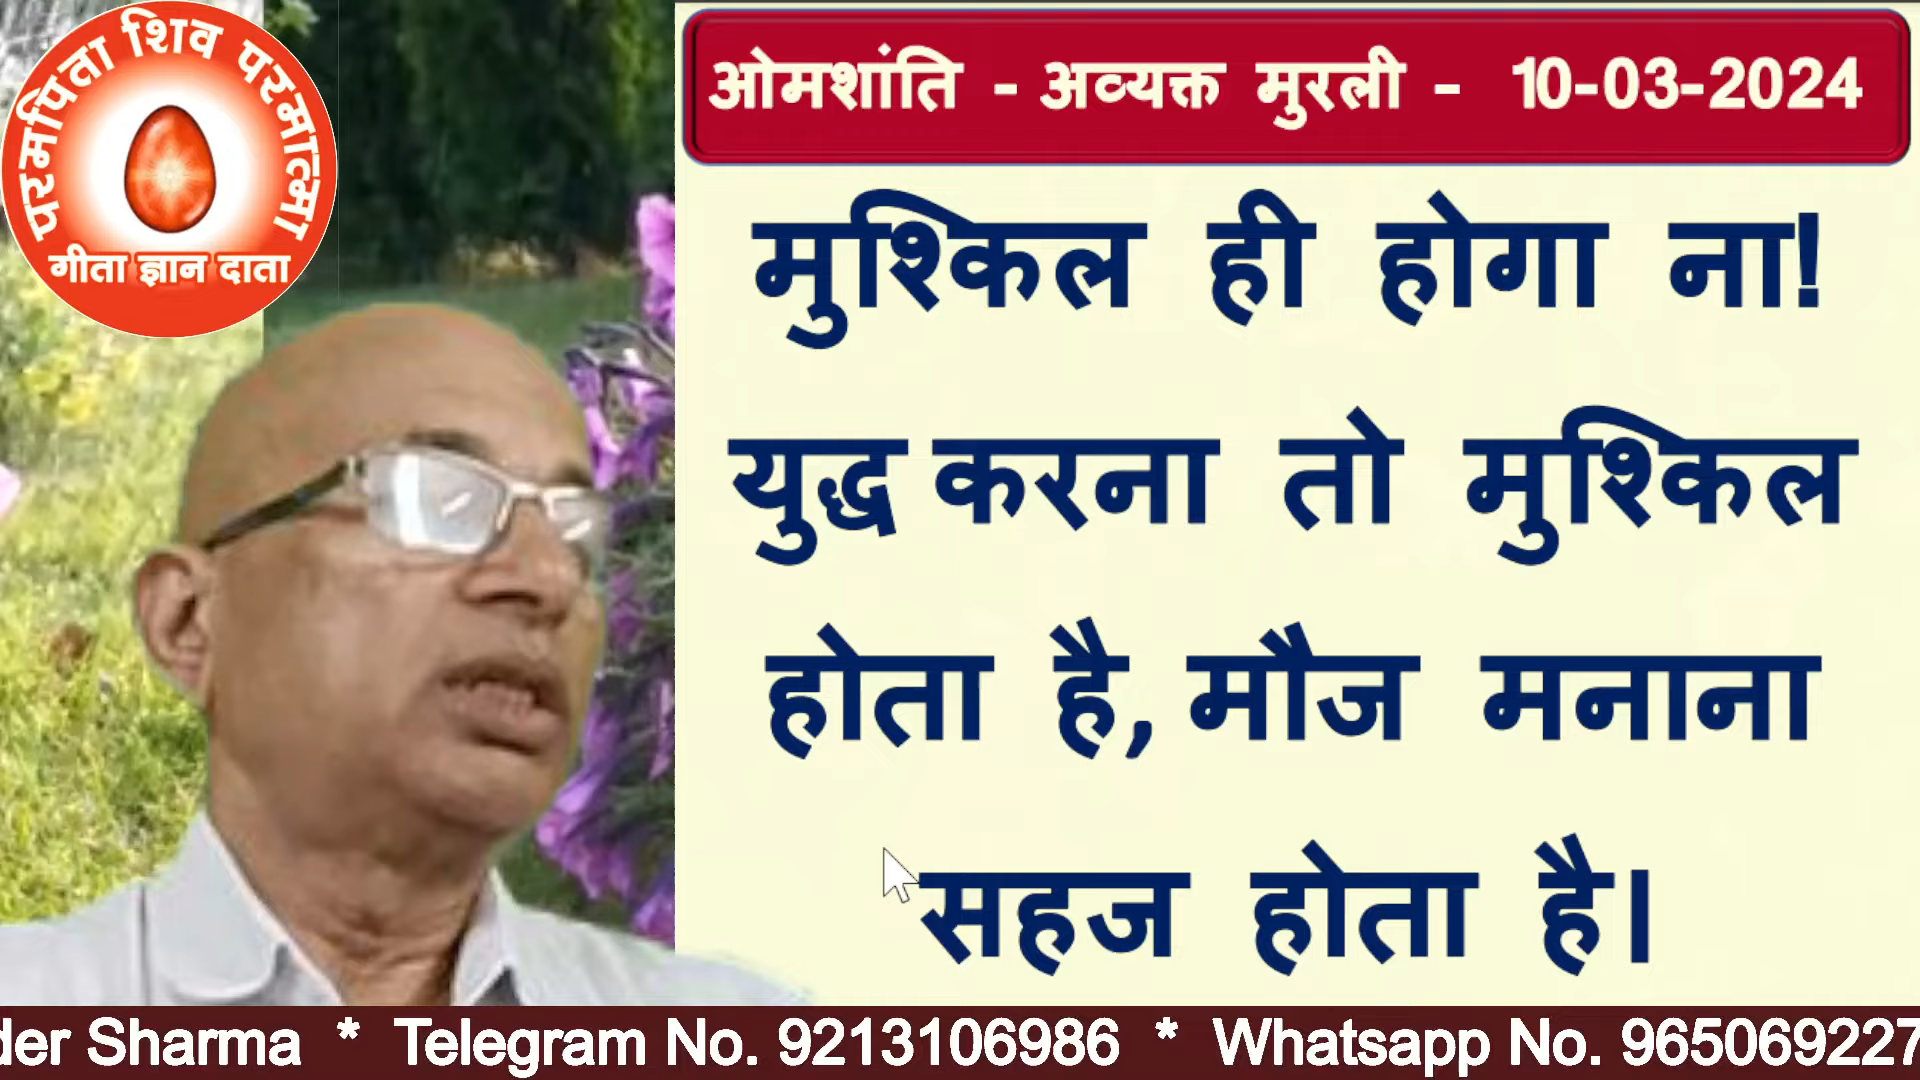 परमपिता शिव परमात्मा
गीता ज्ञान दाता
ओमशांति - अव्यक्त मुरली - 10-03-2024
मुश्किल ही होगा ना!
युद्ध करना तो मुश्किल
होता है, मौज मनाना
सहज होता है।
der Sharma * Telegram No. 9213106986 * Whatsapp No. 965069227